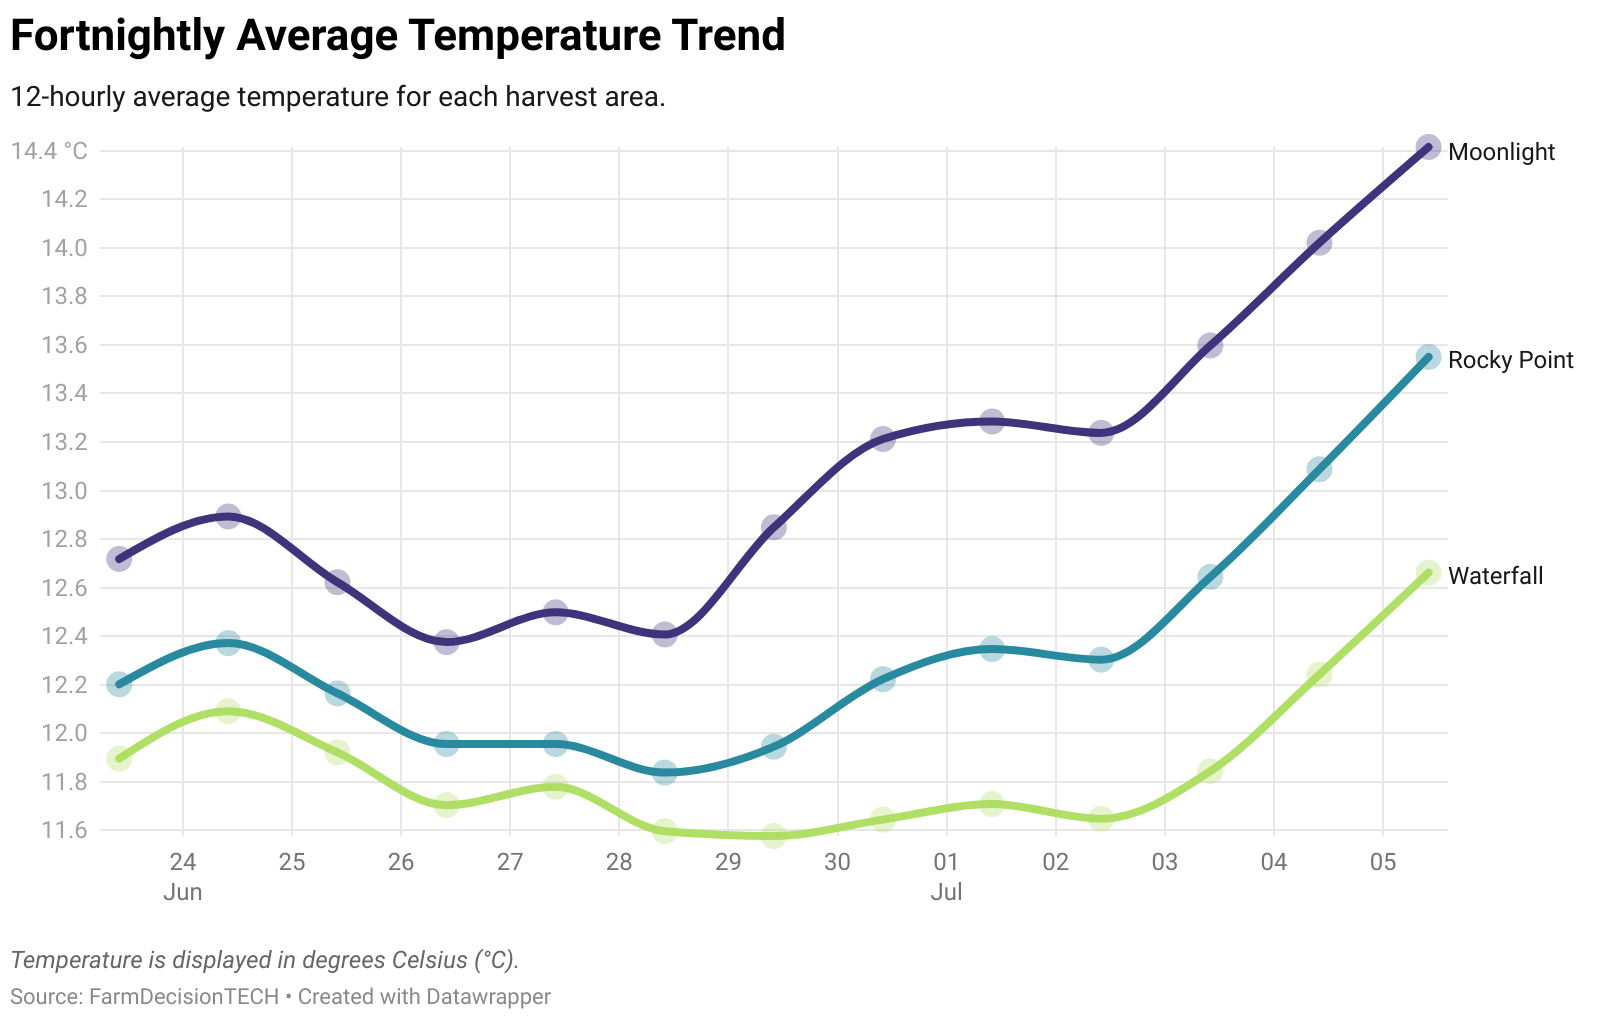 Fortnightly Average Temperature Trend
12-hourly average temperature for each harvest area.
14.4 °C
14.2
14.0
13.8
13.6
13.4
13.2
13.0
12.8
12.6
12.4
12.2
12.0
11.8
11.6
Moonlight
Rocky Point
Waterfall
24 25 26 27 28 29 30 01 02 03 04 05
Jun Jul
Temperature is displayed in degrees Celsius (°C).
Source: FarmDecisionTECH • Created with Datawrapper